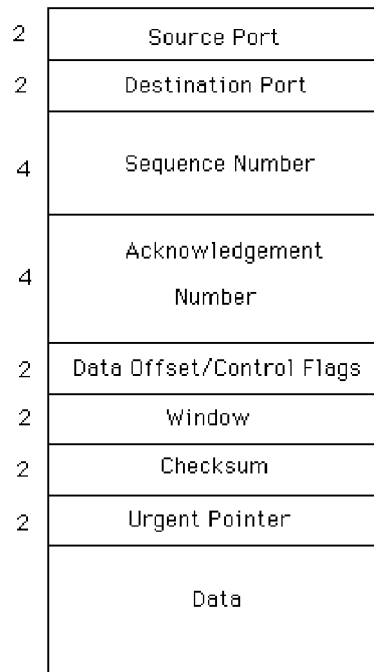 2 Source Port
2 Destination Port
4 Sequence Number
4 Acknowledgement
Number
2 Data Offset/Control Flags
2 Window
2 Checksum
2 Urgent Pointer
Data